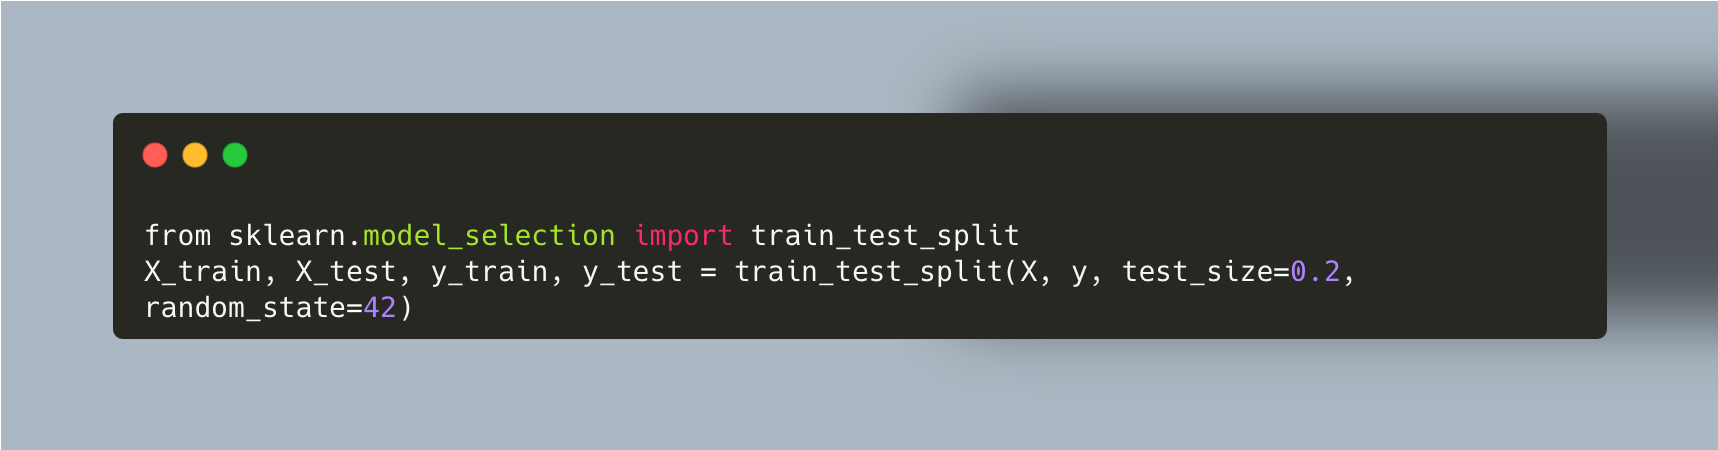 from sklearn.model_selection import train_test_split
X_train, X_test, y_train, y_test = train_test_split(X, y, test_size=0.2,
random_state=42)